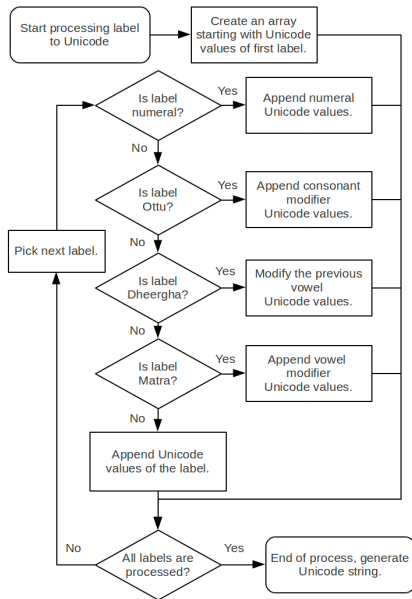 Start processing label
to Unicode
Create an array
starting with Unicode
values of first label.
Is label
numeral?
Yes
Append numeral
Unicode values.
No
Is label
Ottu?
Yes
Append consonant
modifier
Unicode values.
No
Pick next label.
Is label
Dheergha?
Yes
Modify the previous
vowel
Unicode values.
No
Is label
Matra?
Yes
Append vowel
modifier
Unicode values.
No
Append Unicode
values of the label.
All labels are
processed?
No
Yes
End of process, generate
Unicode string.